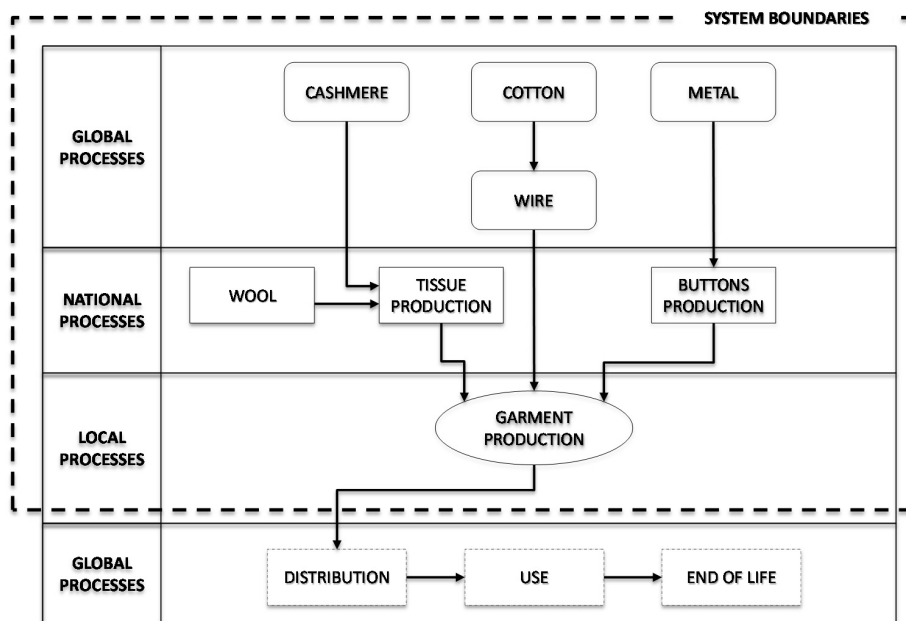 SYSTEM BOUNDARIES
GLOBAL
PROCESSES
CASHMERE
COTTON
METAL
WIRE
NATIONAL
PROCESSES
WOOL
TISSUE
PRODUCTION
BUTTONS
PRODUCTION
LOCAL
PROCESSES
GARMENT
PRODUCTION
GLOBAL
PROCESSES
DISTRIBUTION
USE
END OF LIFE